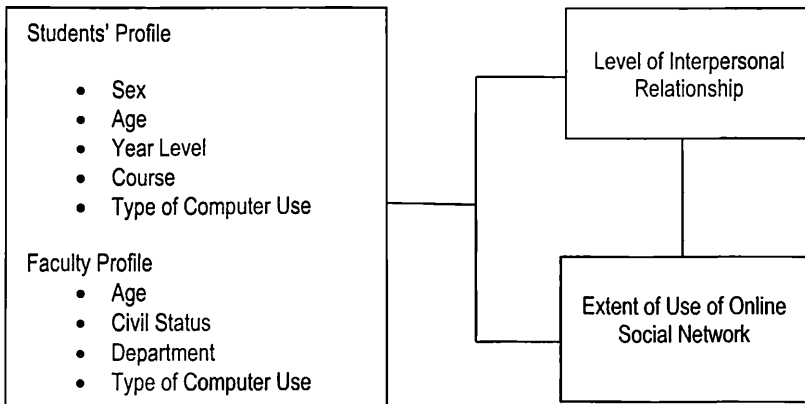 Students' Profile
• Sex
• Age
• Year Level
• Course
• Type of Computer Use
Faculty Profile
• Age
• Civil Status
• Department
• Type of Computer Use
Level of Interpersonal
Relationship
Extent of Use of Online
Social Network